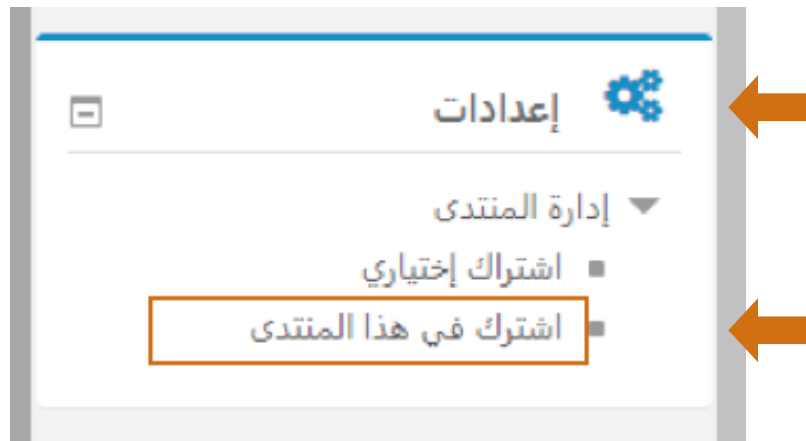 إعدادات
إدارة المنتدى
اشتراك إختياري
اشترك في هذا المنتدى